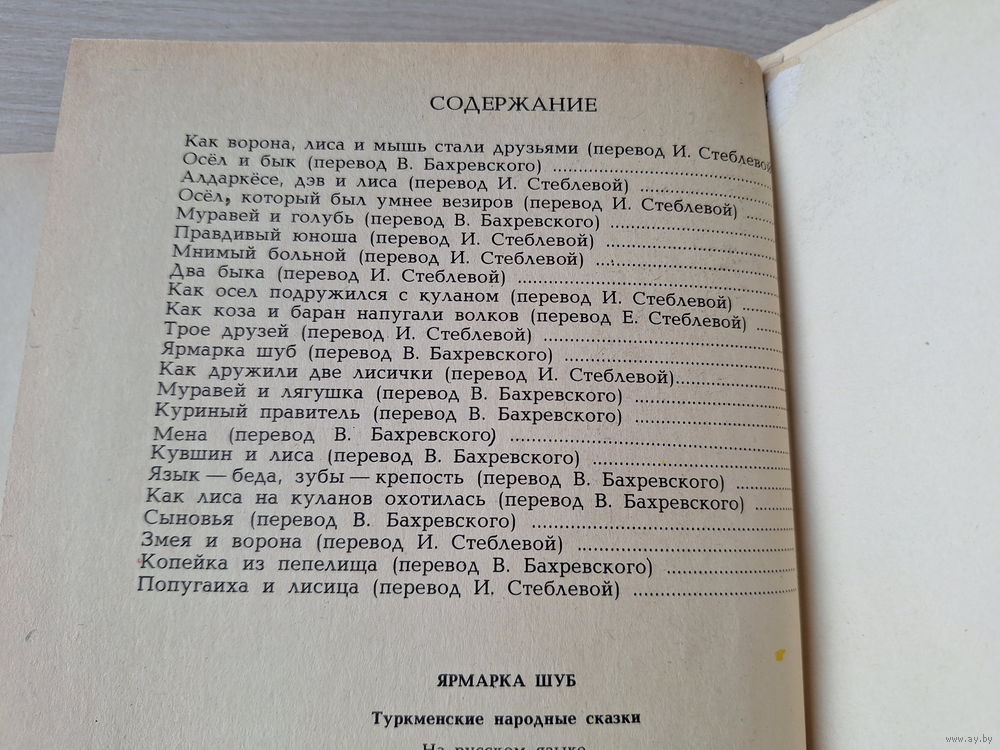 СОДЕРЖАНИЕ
Как ворона, лиса и мышь стали друзьями (перевод И. Стеблевой
Осёл и бык (перевод В. Бахревского)
Алдаркёсе, дэв и лиса (перевод И. Стеблевой)
Осёл, который был умнее везиров (перевод И. Стеблевой)
Муравей и голубь (перевод В. Бахревского)
Правдивый юноша (перевод И. Стеблевой)
Мнимый больной (перевод И. Стеблевой)
Два быка (перевод И. Стеблевой)
Как осел подружился с куланом (перевод И. Стеблевой)
Как коза и баран напугали волков (перевод Е. Стеблевой)
Трое друзей (перевод И. Стеблевой)
Ярмарка шуб (перевод В. Бахревского)
Как дружили две лисички (перевод И. Стеблевой)
Муравей и лягушка (перевод В. Бахревского)
Куриный правитель (перевод В. Бахревского)
Мена (перевод В. Бахревского)
Кувшин и лиса (перевод В. Бахревского)
Язык — беда, зубы — крепость (перевод В. Бахревского)
Как лиса на куланов охотилась (перевод В. Бахревского)
Сыновья (перевод В. Бахревского)
Змея и ворона (перевод И. Стеблевой)
Копейка из пепелища (перевод В. Бахревского)
Попугаиха и лисица (перевод И. Стеблевой)
ЯРМАРКА ШУБ
Туркменские народные сказки
На русском языке
www.ay.by